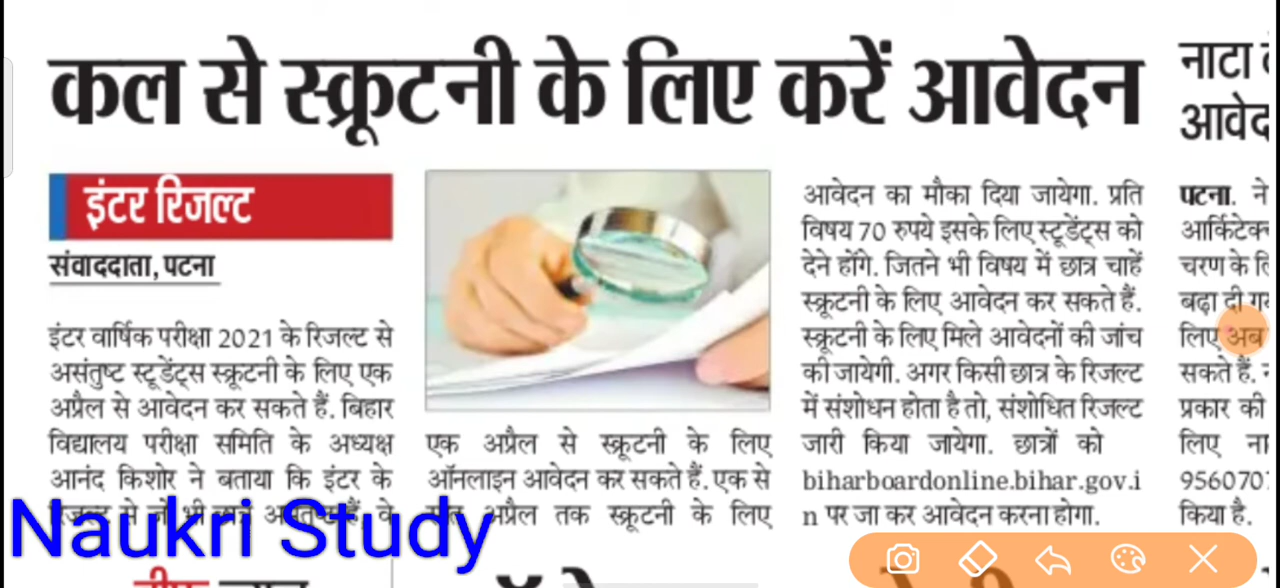 कल से स्क्रूटनी के लिए करें आवेदन
इंटर रिजल्ट
संवाददाता, पटना
इंटर वार्षिक परीक्षा 2021 के रिजल्ट से
असंतुष्ट स्टूडेंट्स स्क्रूटनी के लिए एक
अप्रैल से आवेदन कर सकते हैं. बिहार
विद्यालय परीक्षा समिति के अध्यक्ष
आनंद किशोर ने बताया कि इंटर के
एक अप्रैल से स्क्रूटनी के लिए
ऑनलाइन आवेदन कर सकते हैं. एक से
अप्रैल तक स्क्रूटनी के लिए
आवेदन का मौका दिया जायेगा. प्रति
विषय 70 रुपये इसके लिए स्टूडेंट्स को
देने होंगे. जितने भी विषय में छात्र चाहें
स्क्रूटनी के लिए आवेदन कर सकते हैं.
स्क्रूटनी के लिए मिले आवेदनों की जांच
की जायेगी. अगर किसी छात्र के रिजल्ट
में संशोधन होता है तो, संशोधित रिजल्ट
जारी किया जायेगा. छात्रों को
biharboardonline.bihar.gov.i
n पर जा कर आवेदन करना होगा.
नाटा
पटना. ने
चरण के
बढ़ा दी
लिए अब
सकते हैं.
प्रकार की
लिए
956070
किया है.
Naukri Study